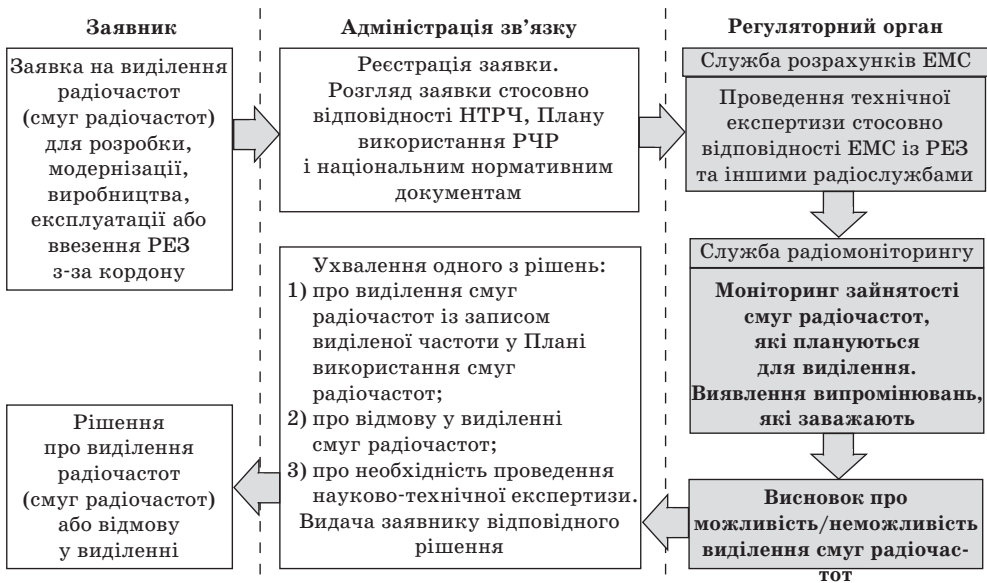 Заявник
Заявка на виділення
радіочастот
(смуг радіочастот)
для розробки,
модернізації,
виробництва,
експлуатації або
ввезення РЕЗ
з-за кордону
Рішення
про виділення
радіочастот
(смуг радіочастот)
або відмову
у виділенні
Адміністрація зв’язку
Реєстрація заявки.
Розгляд заявки стосовно
відповідності НТРЧ, Плану
використання РЧР
і національним нормативним
документам
Ухвалення одного з рішень:
1) про виділення смуг
радіочастот із записом
виділеної частоти у Плані
використання смуг
радіочастот;
2) про відмову у виділенні
смуг радіочастот;
3) про необхідність проведення
науково-технічної експертизи.
Видача заявнику відповідного
рішення
Регуляторний орган
Служба розрахунків ЕМС
Проведення технічної
експертизи стосовно
відповідності ЕМС із РЕЗ
та іншими радіослужбами
Служба радіомоніторингу
Моніторинг зайнятості
смуг радіочастот,
які плануються
для виділення.
Виявлення випромінювань,
які заважають
Висновок про
можливість/неможливість
виділення смуг радіочас-
тот